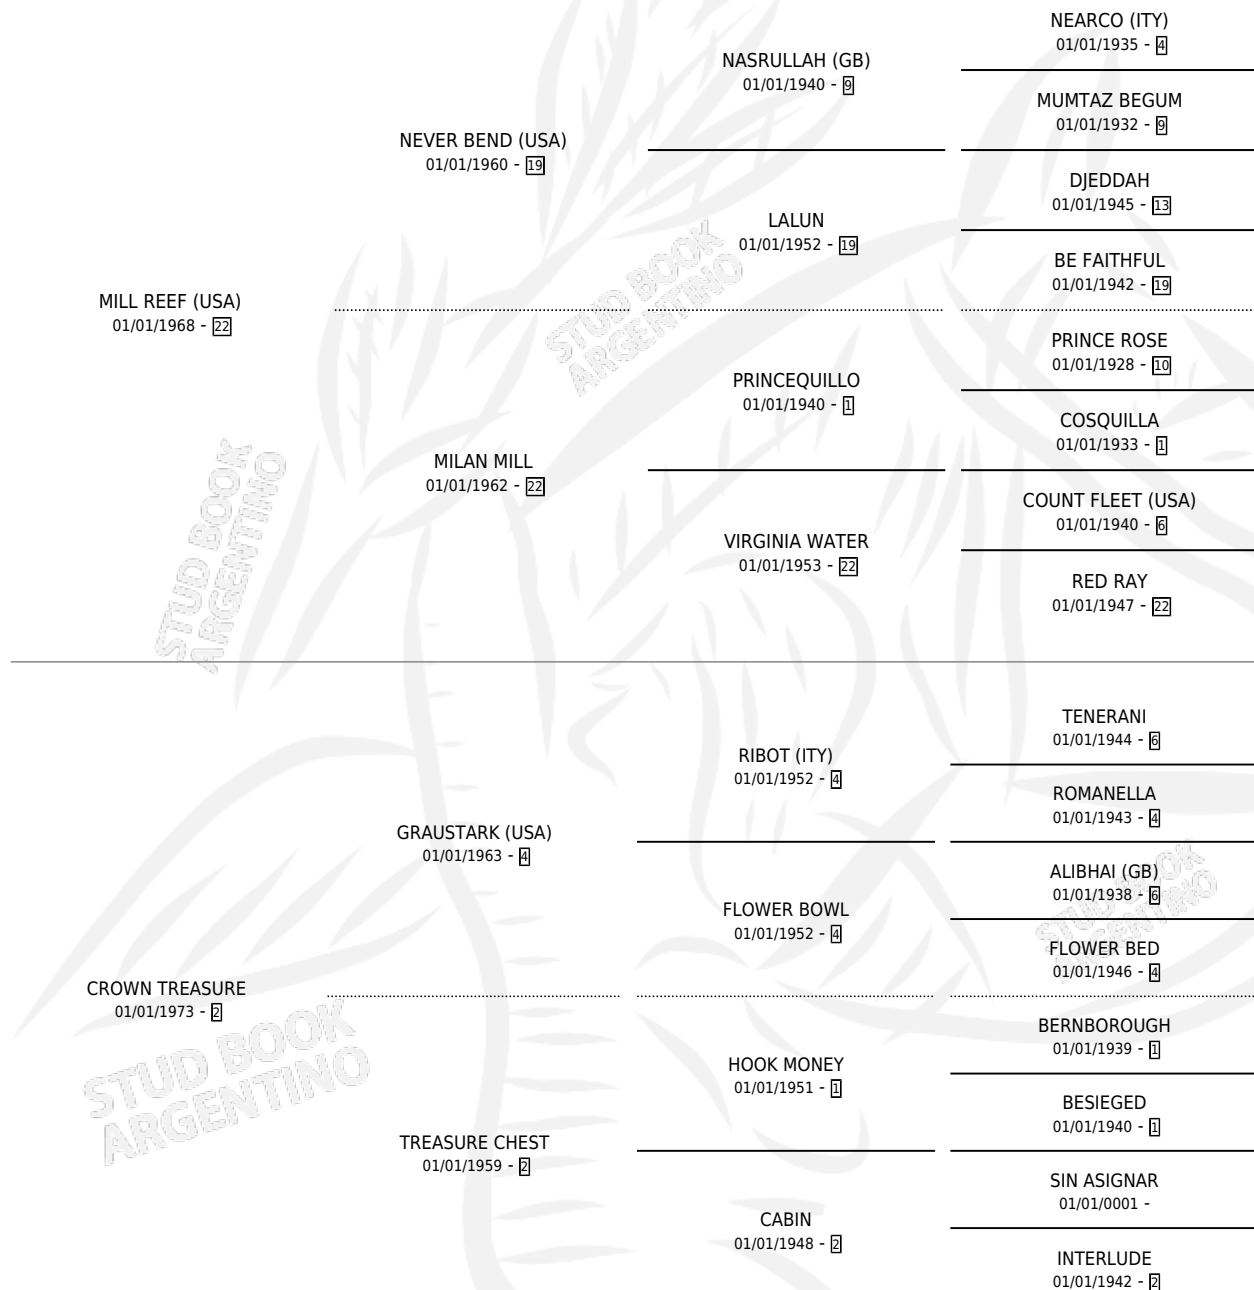 NEARCO (ITY)
01/01/1935 - 4
NASRULLAH (GB)
01/01/1940 - 9
MUMTAZ BEGUM
01/01/1932 - 9
NEVER BEND (USA)
01/01/1960 - 19
DJEDDAH
01/01/1945 - 13
LALUN
01/01/1952 - 19
BE FAITHFUL
01/01/1942 - 19
MILL REEF (USA)
01/01/1968 - 22
PRINCE ROSE
01/01/1928 - 10
PRINCEQUILLO
01/01/1940 - 1
COSQUILLA
01/01/1933 - 1
MILAN MILL
01/01/1962 - 22
COUNT FLEET (USA)
01/01/1940 - 6
VIRGINIA WATER
01/01/1953 - 22
RED RAY
01/01/1947 - 22
TENERANI
01/01/1944 - 6
RIBOT (ITY)
01/01/1952 - 4
ROMANELLA
01/01/1943 - 4
GRAUSTARK (USA)
01/01/1963 - 4
ALIBHAI (GB)
01/01/1938 - 6
FLOWER BOWL
01/01/1952 - 4
FLOWER BED
01/01/1946 - 4
CROWN TREASURE
01/01/1973 - 2
BERNBOROUGH
01/01/1939 - 1
HOOK MONEY
01/01/1951 - 1
BESIEGED
01/01/1940 - 1
TREASURE CHEST
01/01/1959 - 2
SIN ASIGNAR
01/01/0001 -
CABIN
01/01/1948 - 2
INTERLUDE
01/01/1942 - 2
STUD BOOK
ARGENTINO
STUD BOOK
ARGENTINO
STUD BOOK
ARGENTINO
STUD BOOK
ARGENTINO